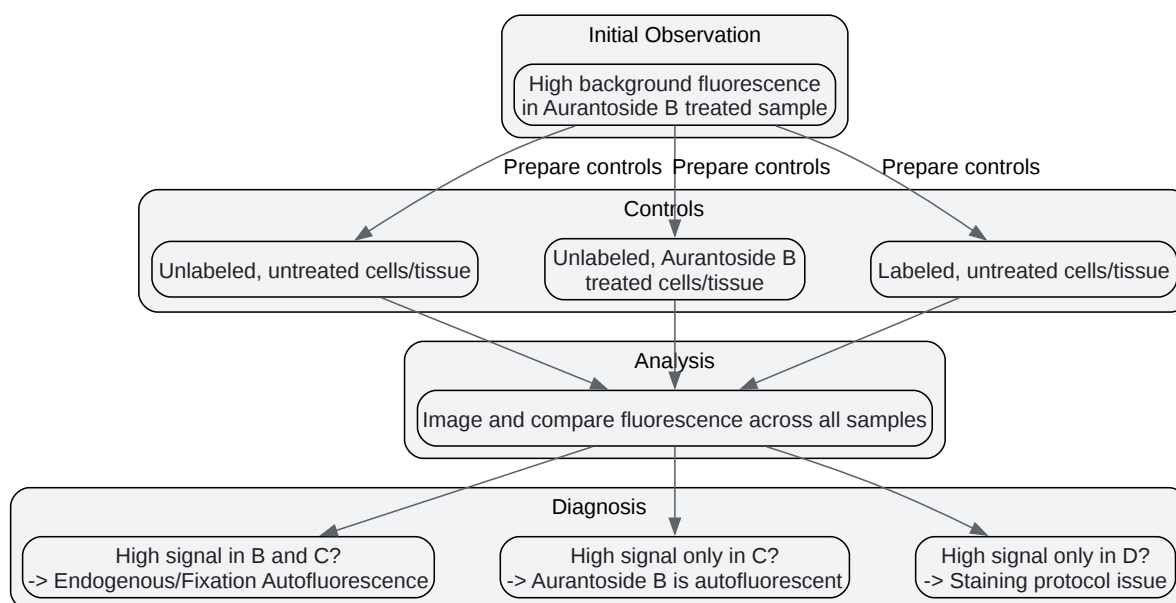 Initial Observation
High background fluorescence
in Aurantoside B treated sample
Prepare controls
Prepare controls
Prepare controls
Controls
Unlabeled, untreated cells/tissue
Unlabeled, Aurantoside B
treated cells/tissue
Labeled, untreated cells/tissue
Analysis
Image and compare fluorescence across all samples
Diagnosis
High signal in B and C?
-> Endogenous/Fixation Autofluorescence
High signal only in C?
-> Aurantoside B is autofluorescent
High signal only in D?
-> Staining protocol issue